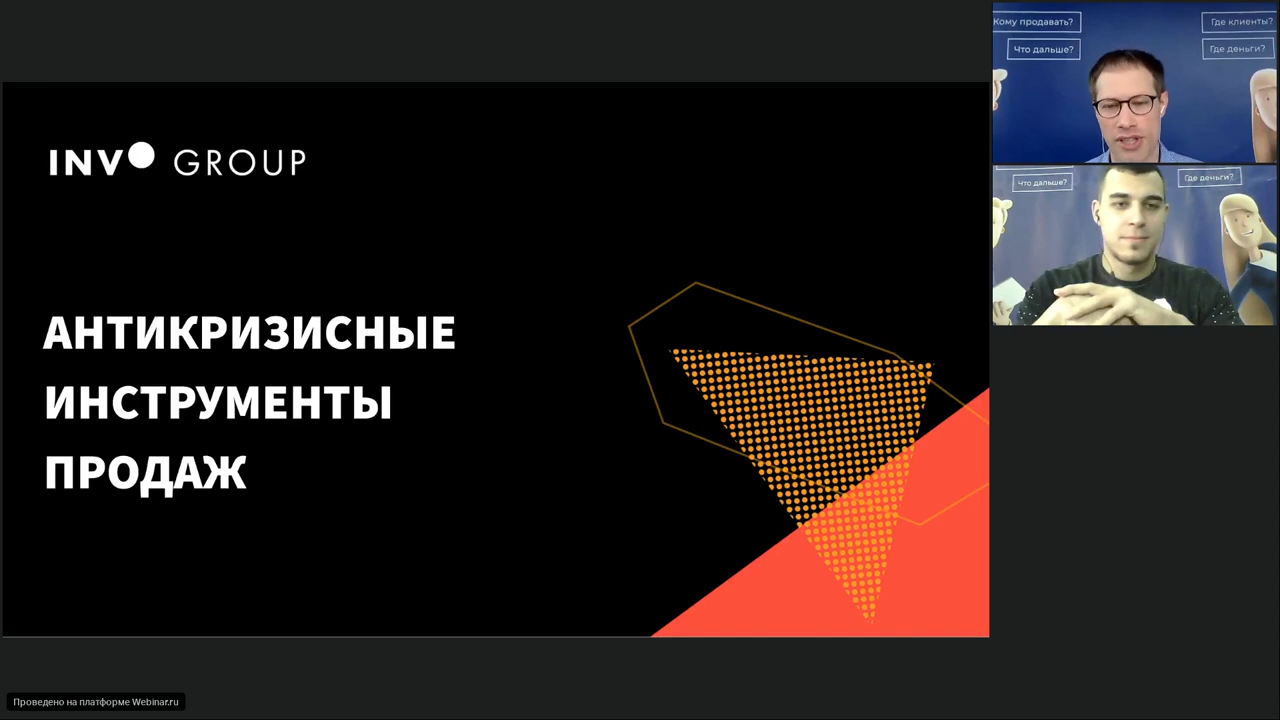 INVO GROUP
АНТИКРИЗИСНЫЕ
ИНСТРУМЕНТЫ
ПРОДАЖ
Кому продавать?
Где клиенты?
Что дальше?
Где деньги?
Что дальше?
Где деньги?
Проведено на платформе Webinar.ru